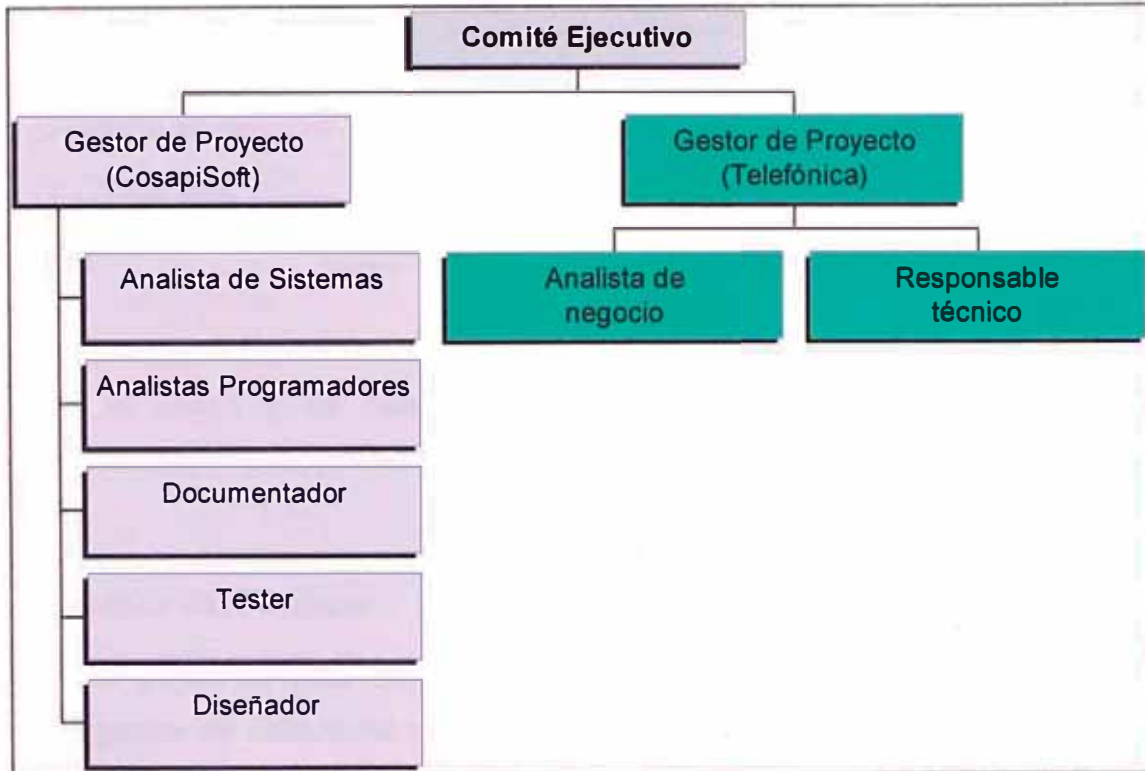 Comité Ejecutivo
Gestor de Proyecto
(CosapiSoft)
Gestor de Proyecto
(Telefónica)
Analista de Sistemas
Analista de
negocio
Responsable
técnico
Analistas Programadores
Documentador
Tester
Diseñador